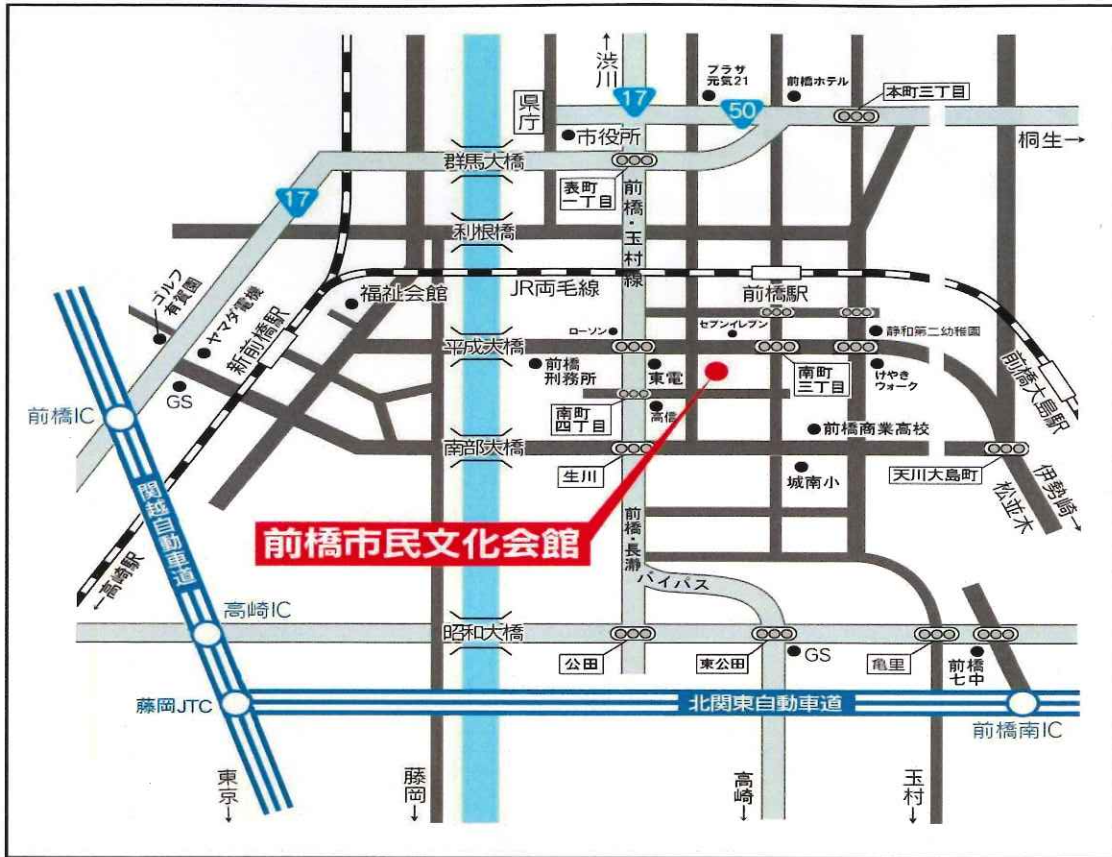 ↑渋川
プラザ
元気21
前橋ホテル
本町三丁目
17
50
県庁
市役所
桐生→
群馬大橋
表町
一丁目
17
前橋・玉村線
利根橋
ゴルフ
有賀園
ヤマダ電機
新前橋駅
福祉会館
JR両毛線
前橋駅
ローソン
セブンイレブン
静和第二幼稚園
平成大橋
前橋
刑務所
東電
南町
三丁目
けやき
ウォーク
前橋大島駅
GS
前橋IC
南町
四丁目
高信
前橋商業高校
南部大橋
生川
城南小
天川大島町
伊勢崎→
松並木
関越自動車道
前橋市民文化会館
前橋・長瀞
バイパス
←高崎駅
高崎IC
昭和大橋
公田
東公田
GS
亀里
前橋
七中
藤岡JTC
北関東自動車道
前橋南IC
東京→
藤岡→
高崎→
玉村→